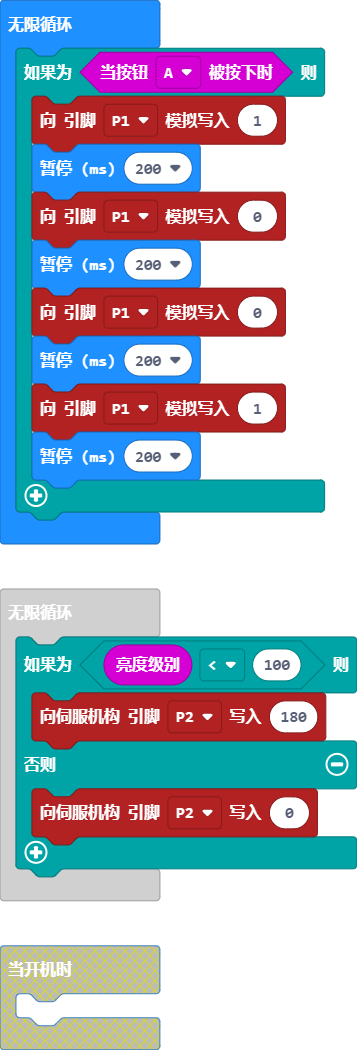 无限循环
如果为 当按钮 A 被按下时 则
向 引脚 P1 模拟写入 1
暂停 (ms) 200
向 引脚 P1 模拟写入 0
暂停 (ms) 200
向 引脚 P1 模拟写入 0
暂停 (ms) 200
向 引脚 P1 模拟写入 1
暂停 (ms) 200
无限循环
如果为 亮度级别 < 100 则
向伺服机构 引脚 P2 写入 180
否则
向伺服机构 引脚 P2 写入 0
当开机时